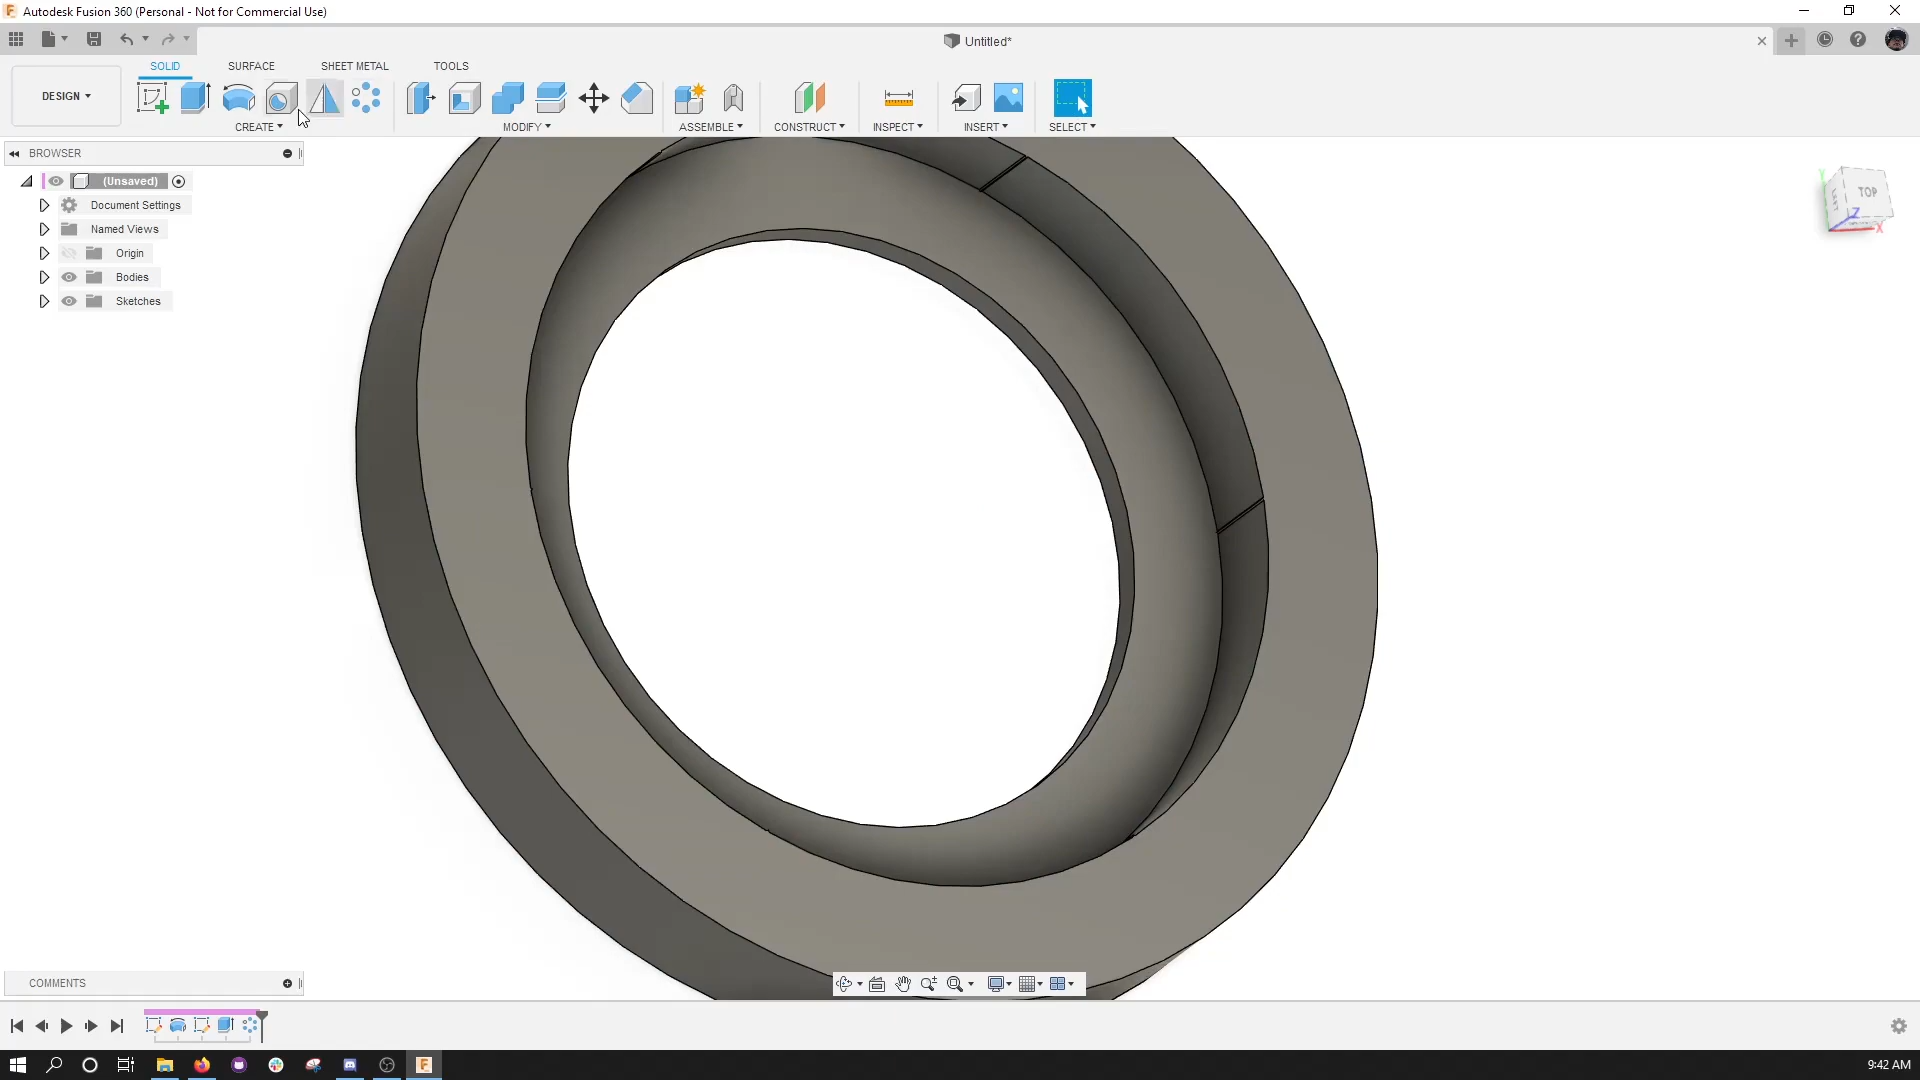 Autodesk Fusion 360 (Personal - Not for Commercial Use)
Untitled*
SOLID SURFACE SHEET METAL TOOLS
DESIGN
CREATE MODIFY ASSEMBLE CONSTRUCT INSPECT INSERT SELECT
BROWSER
(Unsaved)
Document Settings
Named Views
Origin
Bodies
Sketches
TOP
Y
Z
X
COMMENTS
9:42 AM